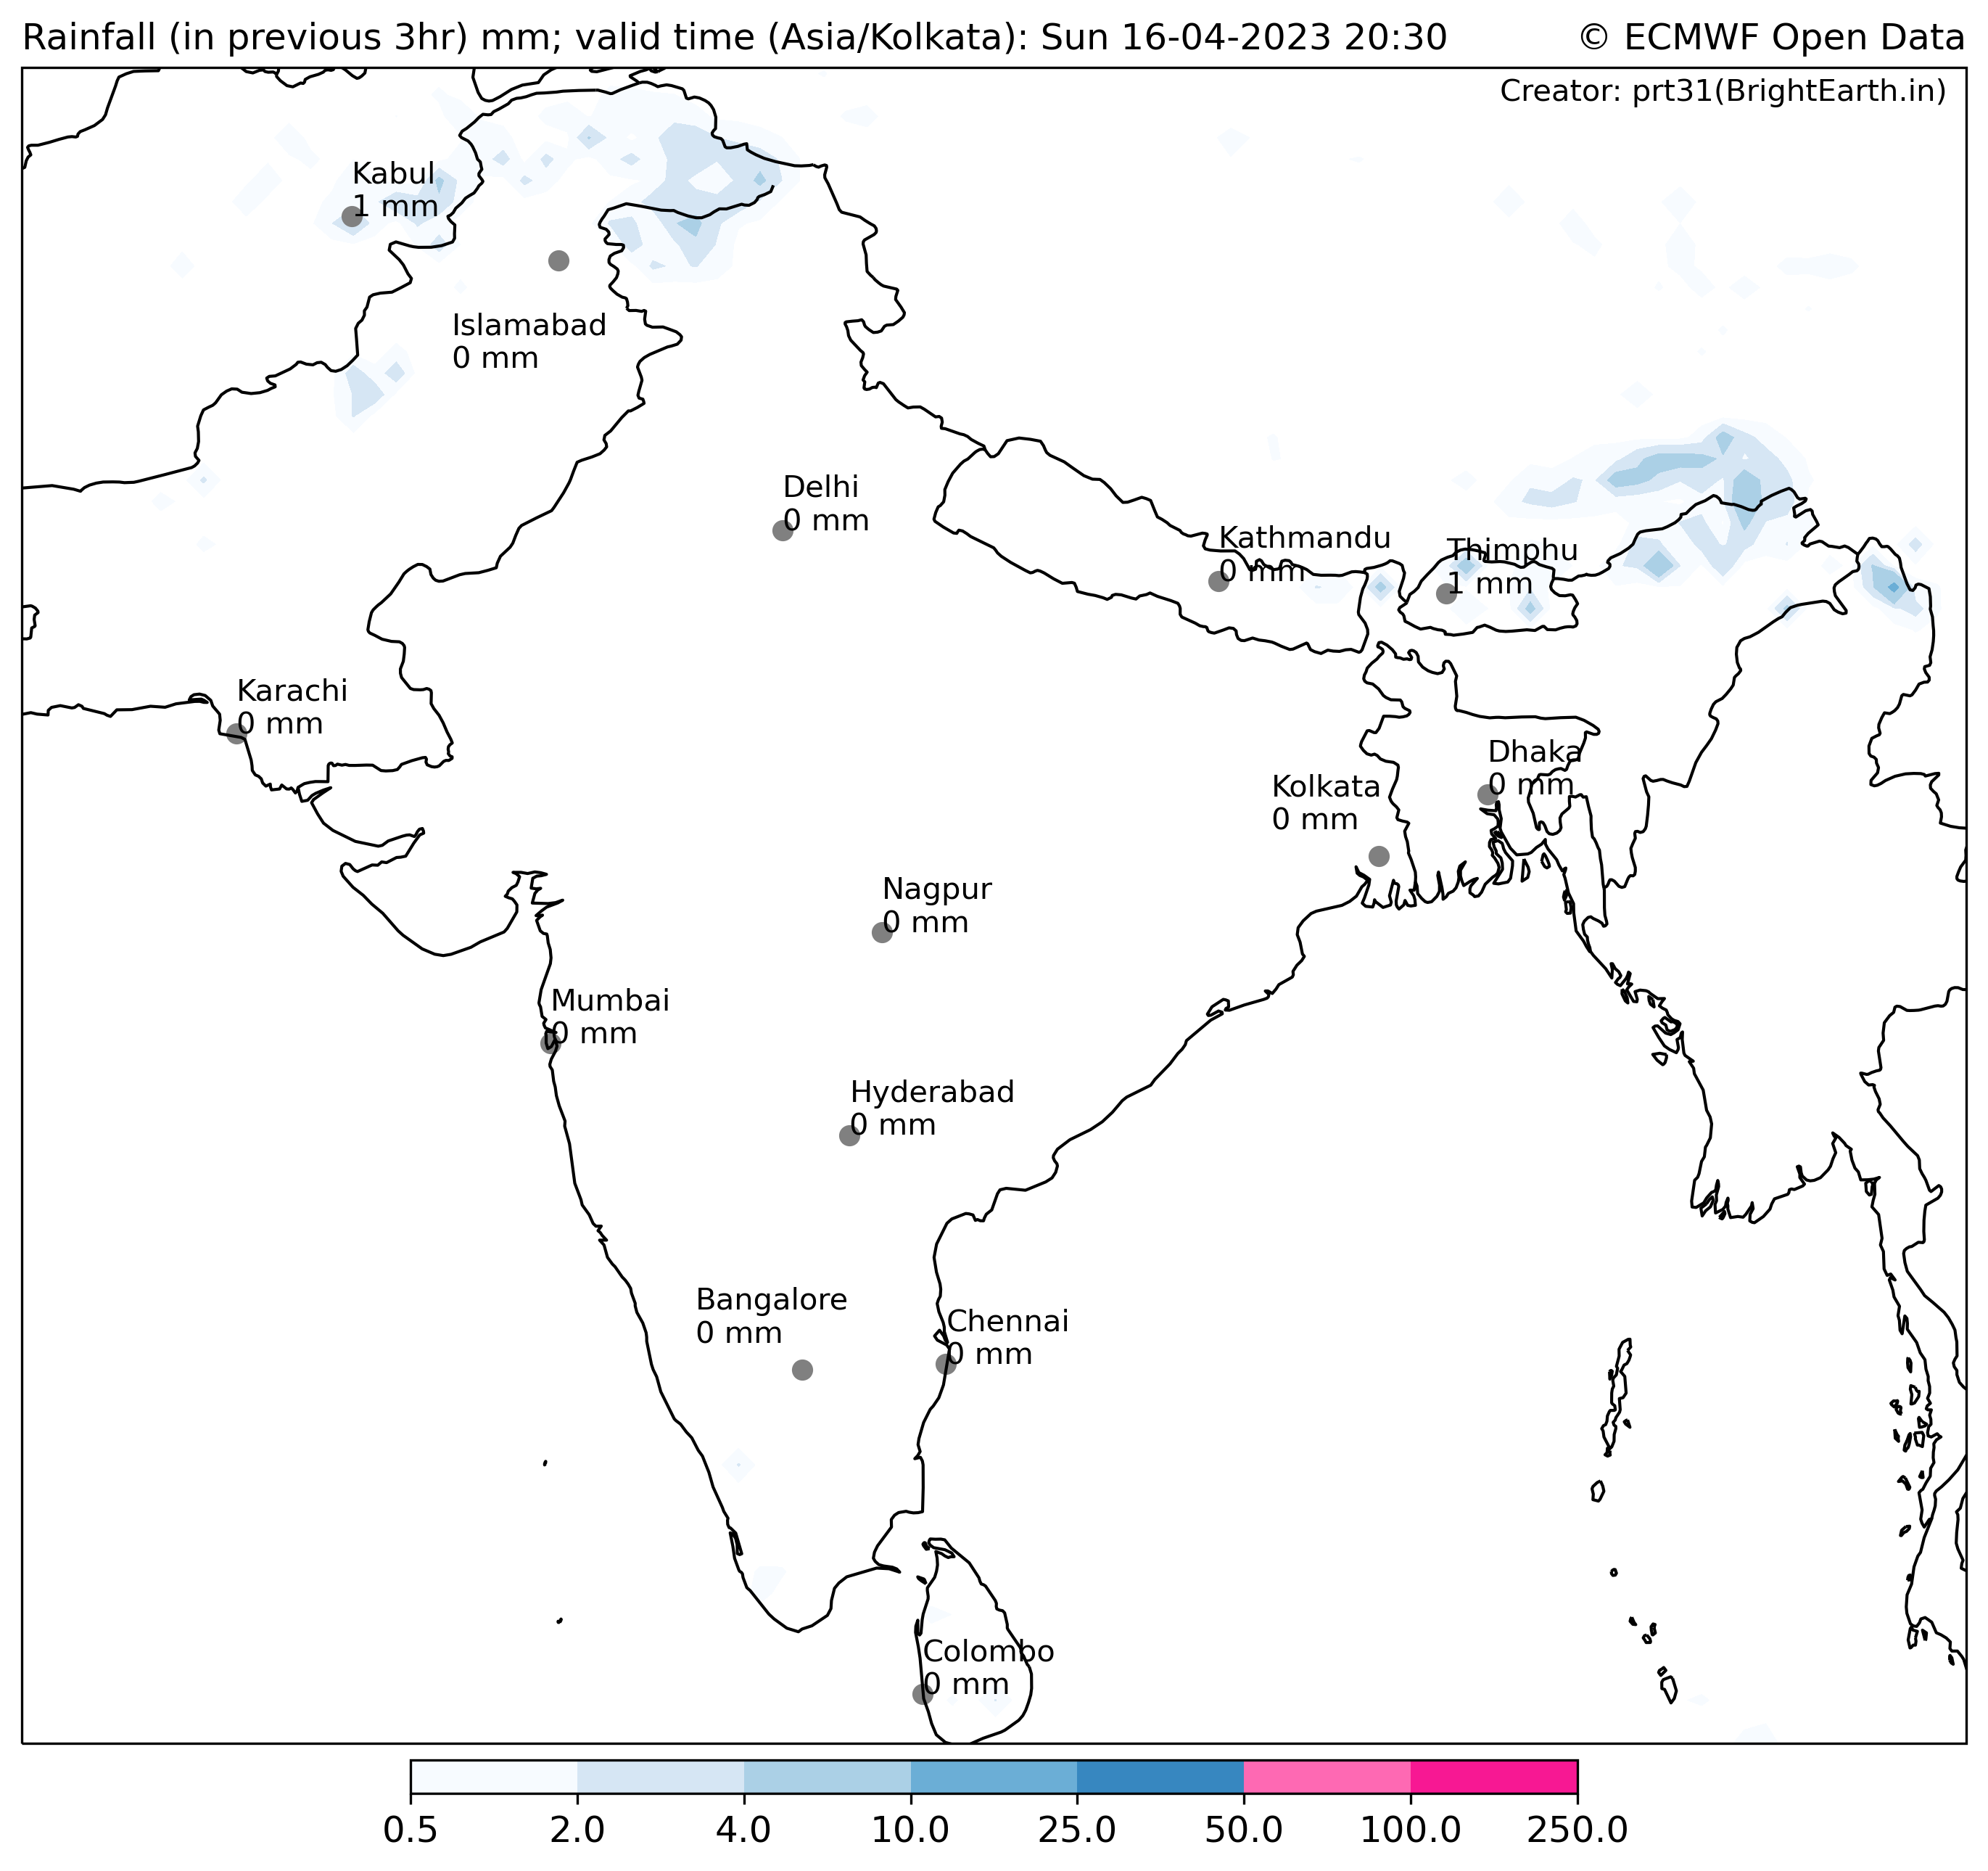 Rainfall (in previous 3hr) mm; valid time (Asia/Kolkata): Sun 16-04-2023 20:30
© ECMWF Open Data
Creator: prt31(BrightEarth.in)
Kabul
1 mm
Islamabad
0 mm
Delhi
0 mm
Kathmandu
0 mm
Thimphu
1 mm
Karachi
0 mm
Dhaka
0 mm
Kolkata
0 mm
Nagpur
0 mm
Mumbai
0 mm
Hyderabad
0 mm
Bangalore
0 mm
Chennai
0 mm
Colombo
0 mm
0.5 2.0 4.0 10.0 25.0 50.0 100.0 250.0